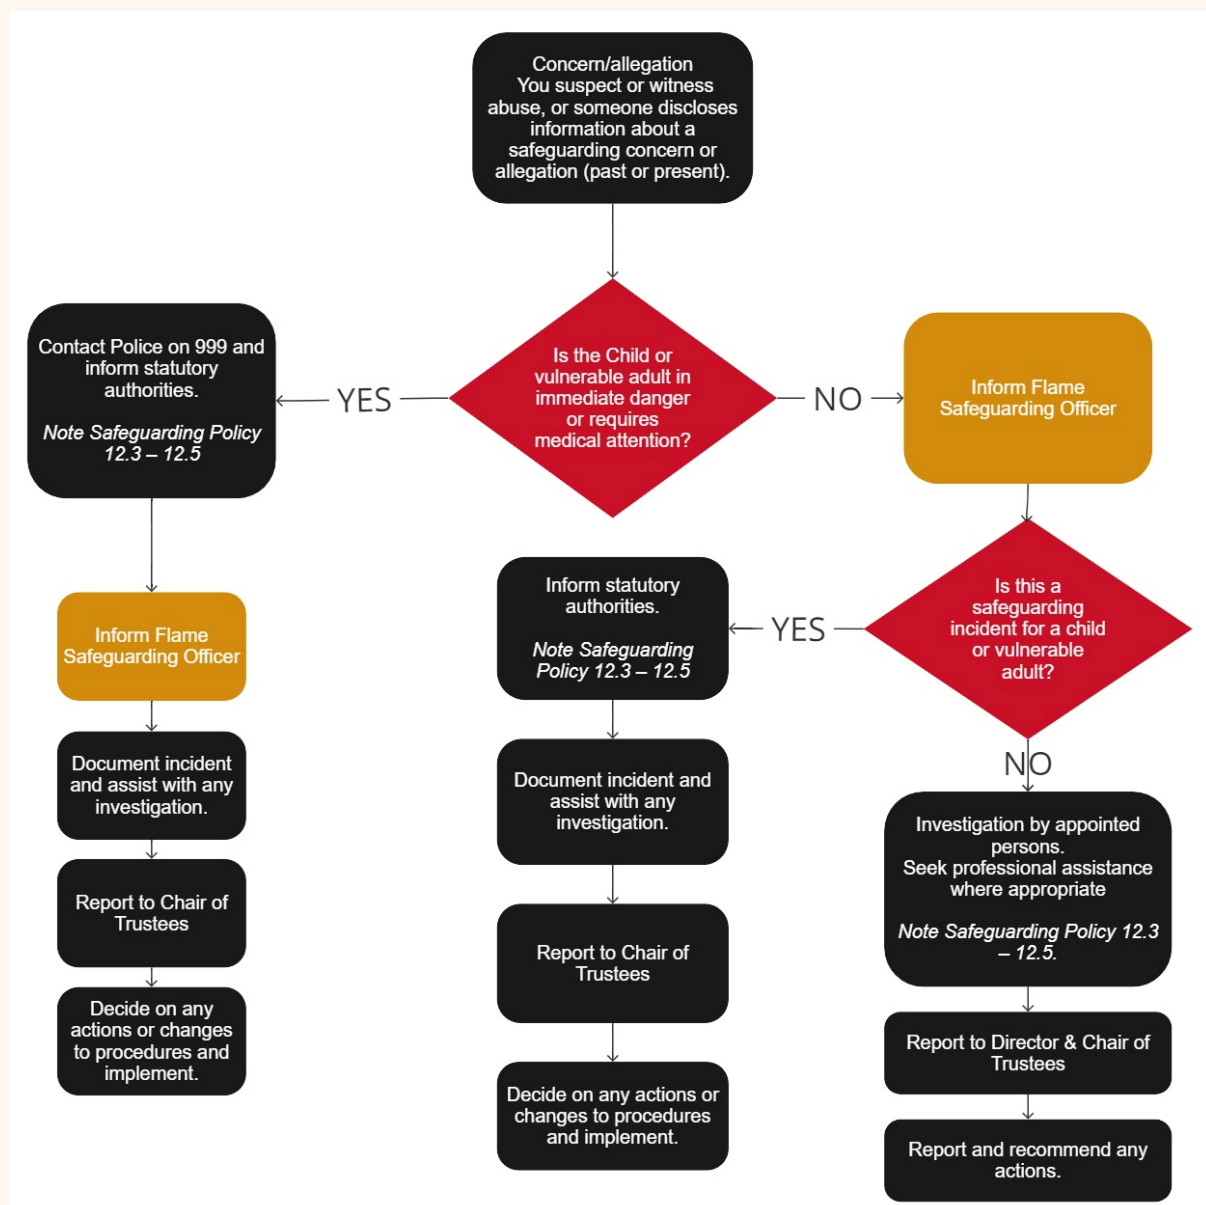 Concern/allegation
You suspect or witness
abuse, or someone discloses
information about a
safeguarding concern or
allegation (past or present).
Is the Child or
vulnerable adult in
immediate danger
or requires
medical attention?
YES
Contact Police on 999 and
inform statutory
authorities.
Note Safeguarding Policy
12.3 – 12.5
Inform Flame
Safeguarding Officer
Document incident
and assist with any
investigation.
Report to Chair of
Trustees
Decide on any
actions or changes
to procedures and
implement.
NO
Inform Flame
Safeguarding Officer
Is this a
safeguarding
incident for a child
or vulnerable
adult?
YES
Inform statutory
authorities.
Note Safeguarding
Policy 12.3 – 12.5
Document incident and
assist with any
investigation.
Report to Chair of
Trustees
Decide on any actions or
changes to procedures
and implement.
NO
Investigation by appointed
persons.
Seek professional assistance
where appropriate
Note Safeguarding Policy 12.3
– 12.5.
Report to Director & Chair of
Trustees
Report and recommend any
actions.